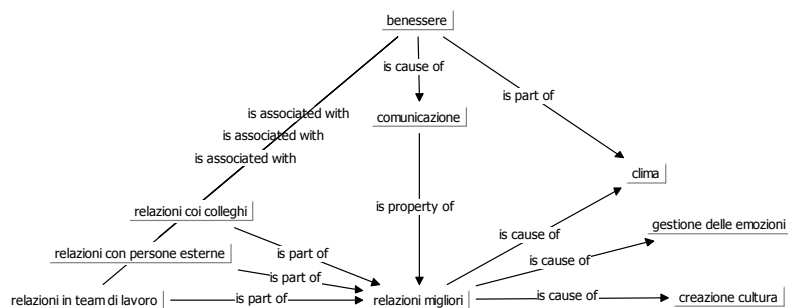 benessere
is cause of
is part of
is associated with
comunicazione
is associated with
is associated with
clima
relazioni coi colleghi
is property of
gestione delle emozioni
is cause of
relazioni con persone esterne
is part of
is cause of
is part of
relazioni in team di lavoro
is part of
relazioni migliori
is cause of
creazione cultura